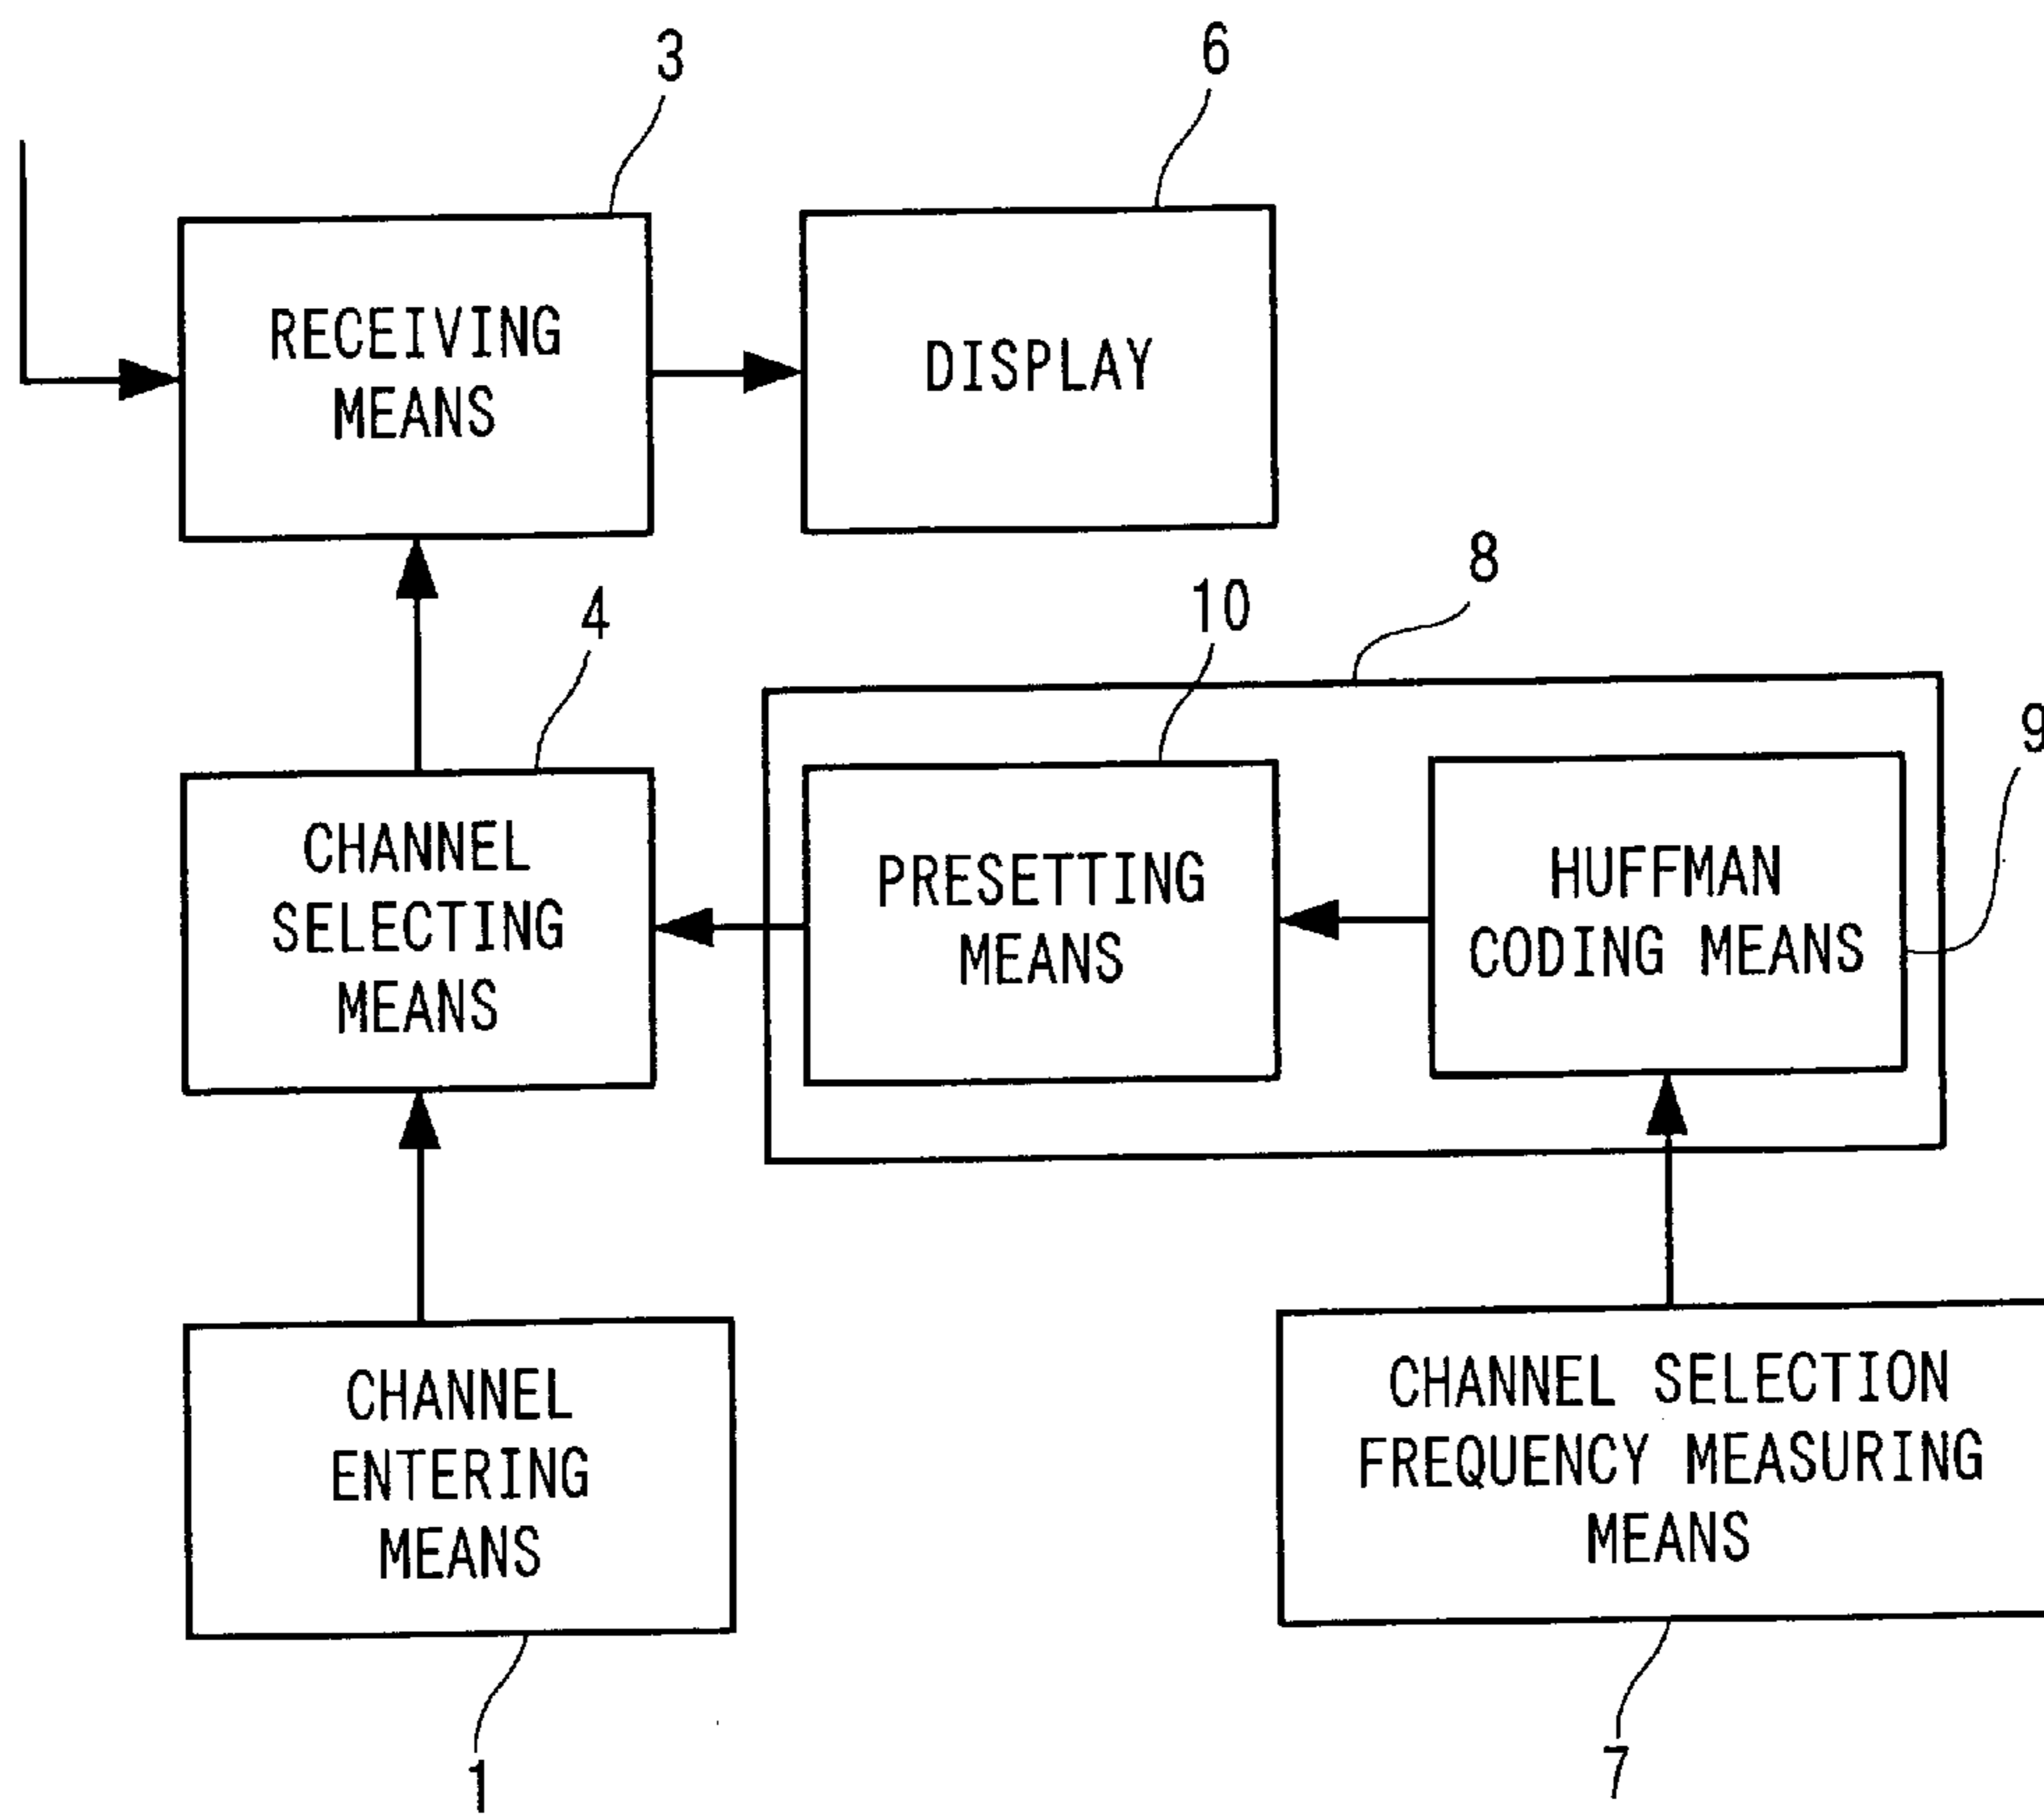 3
6
RECEIVING
MEANS
DISPLAY
4
10
8
9
CHANNEL
SELECTING
MEANS
PRESETTING
MEANS
HUFFMAN
CODING MEANS
CHANNEL
ENTERING
MEANS
CHANNEL SELECTION
FREQUENCY MEASURING
MEANS
1
7